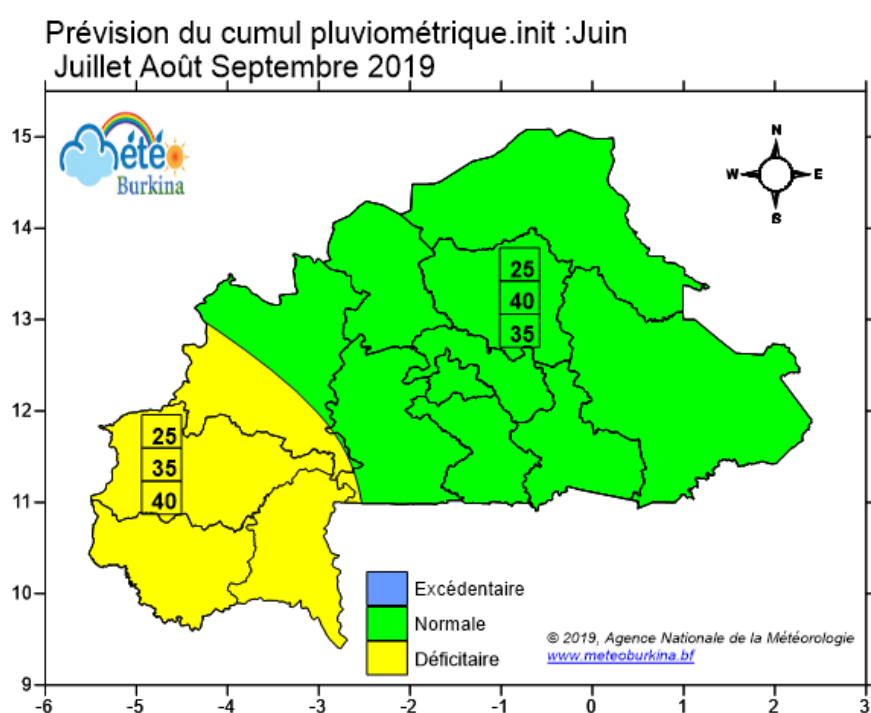 Prévision du cumul pluviométrique.init :Juin
Juillet Août Septembre 2019
-6 -5 -4 -3 -2 -1 0 1 2 3
15
14
13
12
11
10
9
Météo
Burkina
N
W E
B
25
40
35
25
35
40
Excédentaire
Normale
Déficitaire
© 2019, Agence Nationale de la Météorologie
www.meteoburkina.bf